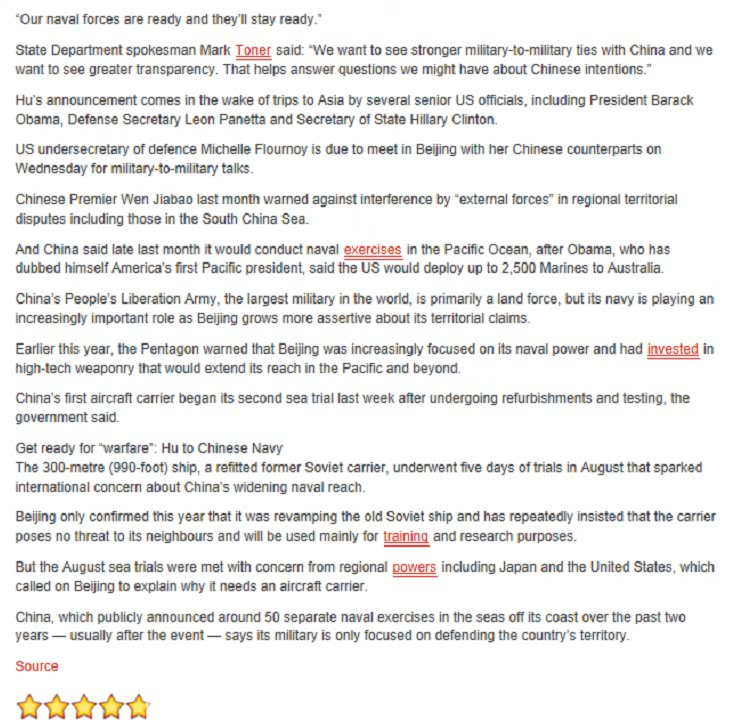 “Our naval forces are ready and they’ll stay ready.”
State Department spokesman Mark Toner said: “We want to see stronger military-to-military ties with China and we
want to see greater transparency. That helps answer questions we might have about Chinese intentions.”
Hu’s announcement comes in the wake of trips to Asia by several senior US officials, including President Barack
Obama, Defense Secretary Leon Panetta and Secretary of State Hillary Clinton.
US undersecretary of defence Michelle Flournoy is due to meet in Beijing with her Chinese counterparts on
Wednesday for military-to-military talks.
Chinese Premier Wen Jiabao last month warned against interference by “external forces” in regional territorial
disputes including those in the South China Sea.
And China said late last month it would conduct naval exercises in the Pacific Ocean, after Obama, who has
dubbed himself America’s first Pacific president, said the US would deploy up to 2,500 Marines to Australia.
China’s People’s Liberation Army, the largest military in the world, is primarily a land force, but its navy is playing an
increasingly important role as Beijing grows more assertive about its territorial claims.
Earlier this year, the Pentagon warned that Beijing was increasingly focused on its naval power and had invested in
high-tech weaponry that would extend its reach in the Pacific and beyond.
China’s first aircraft carrier began its second sea trial last week after undergoing refurbishments and testing, the
government said.
Get ready for “warfare”: Hu to Chinese Navy
The 300-metre (990-foot) ship, a refitted former Soviet carrier, underwent five days of trials in August that sparked
international concern about China’s widening naval reach.
Beijing only confirmed this year that it was revamping the old Soviet ship and has repeatedly insisted that the carrier
poses no threat to its neighbours and will be used mainly for training and research purposes.
But the August sea trials were met with concern from regional powers including Japan and the United States, which
called on Beijing to explain why it needs an aircraft carrier.
China, which publicly announced around 50 separate naval exercises in the seas off its coast over the past two
years — usually after the event — says its military is only focused on defending the country’s territory.
Source